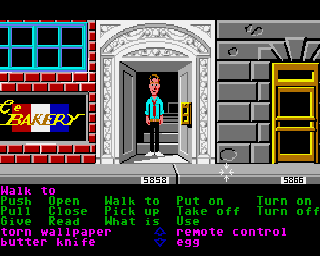 Le
BAKERY
5858 5866
Walk to
Push Open Walk to Put on Turn on
Pull Close Pick up Take off Turn off
Give Read What is Use
torn wallpaper remote control
butter knife egg